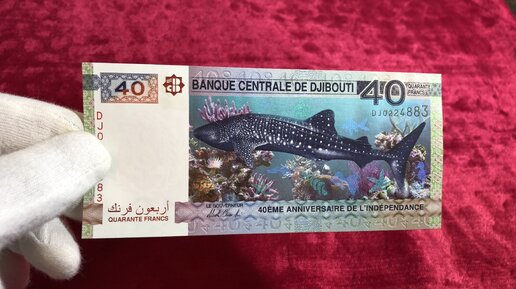 40
BANQUE CENTRALE DE DJIBOUTI
40
QUARANTE
FRANCS
DJ0224883
DJ0
83
أربعون فرنك
QUARANTE FRANCS
LE GOUVERNEUR
40ÈME ANNIVERSAIRE DE L'INDÉPENDANCE